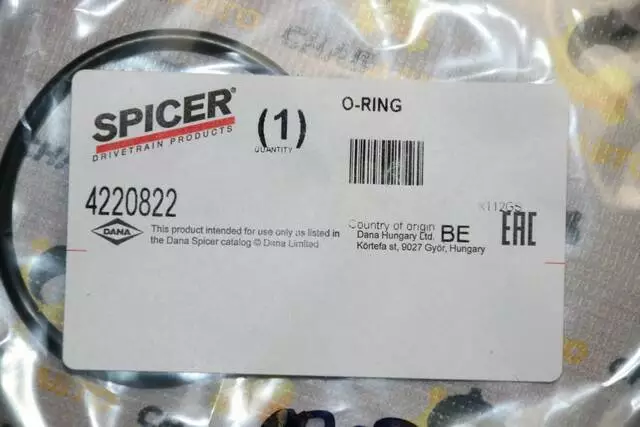 SPICER®
DRIVETRAIN PRODUCTS
(1)
QUANTITY
O-RING
4220822
DANA
This product intended for use only as listed in
the Dana Spicer catalog © Dana Limited
Country of origin BE
Dana Hungary Ltd.
Körtefa st, 9027 Győr, Hungary
K112GS
EAC